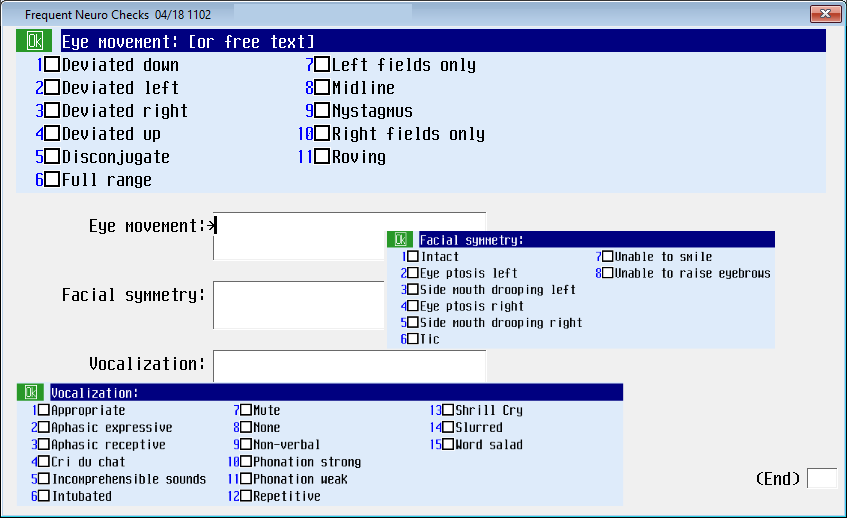 Frequent Neuro Checks 04/18 1102
Ok Eye movement: [or free text]
1 Deviated down 7 Left fields only
2 Deviated left 8 Midline
3 Deviated right 9 Nystagmus
4 Deviated up 10 Right fields only
5 Disconjugate 11 Roving
6 Full range
Eye movement:
Ok Facial symmetry:
1 Intact 7 Unable to smile
2 Eye ptosis left 8 Unable to raise eyebrows
3 Side mouth drooping left
4 Eye ptosis right
5 Side mouth drooping right
6 Tic
Facial symmetry:
Vocalization:
Ok Vocalization:
1 Appropriate 7 Mute 13 Shrill Cry
2 Aphasic expressive 8 None 14 Slurred
3 Aphasic receptive 9 Non-verbal 15 Word salad
4 Cri du chat 10 Phonation strong
5 Incomprehensible sounds 11 Phonation weak
6 Intubated 12 Repetitive
(End)